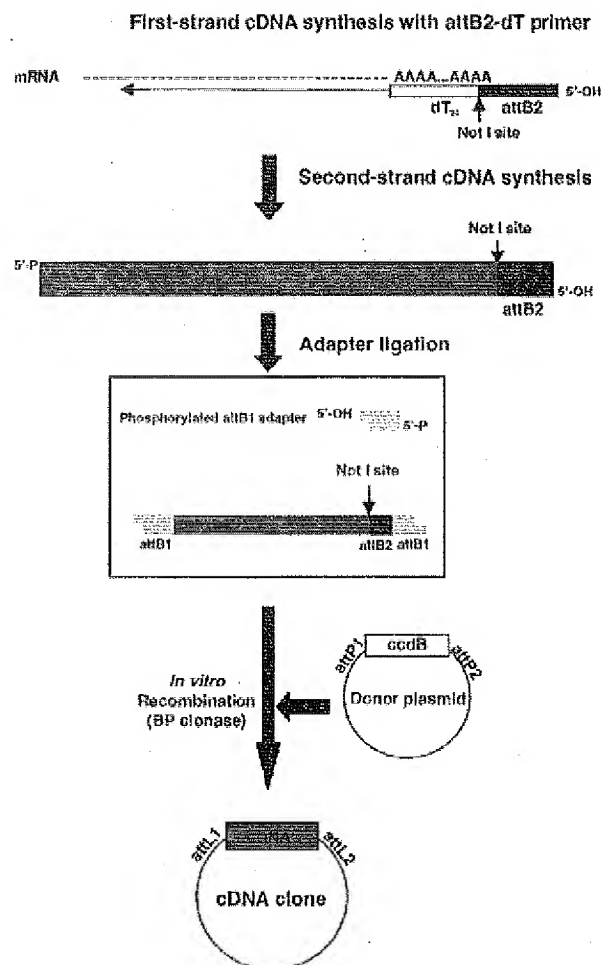 First-strand cDNA synthesis with attB2-dT primer
mRNA
AAAA...AAAA
5'-OH
attB2
Not I site
Second-strand cDNA synthesis
Not I site
5'-P
5'-OH
attB2
Adapter ligation
Phosphorylated attB1 adapter
5'-OH
5'-P
Not I site
attB1
attB2
attB1
attP1
ccdB
attP2
Donor plasmid
In vitro
Recombination
(BP clonase)
attL1
attL2
cDNA clone